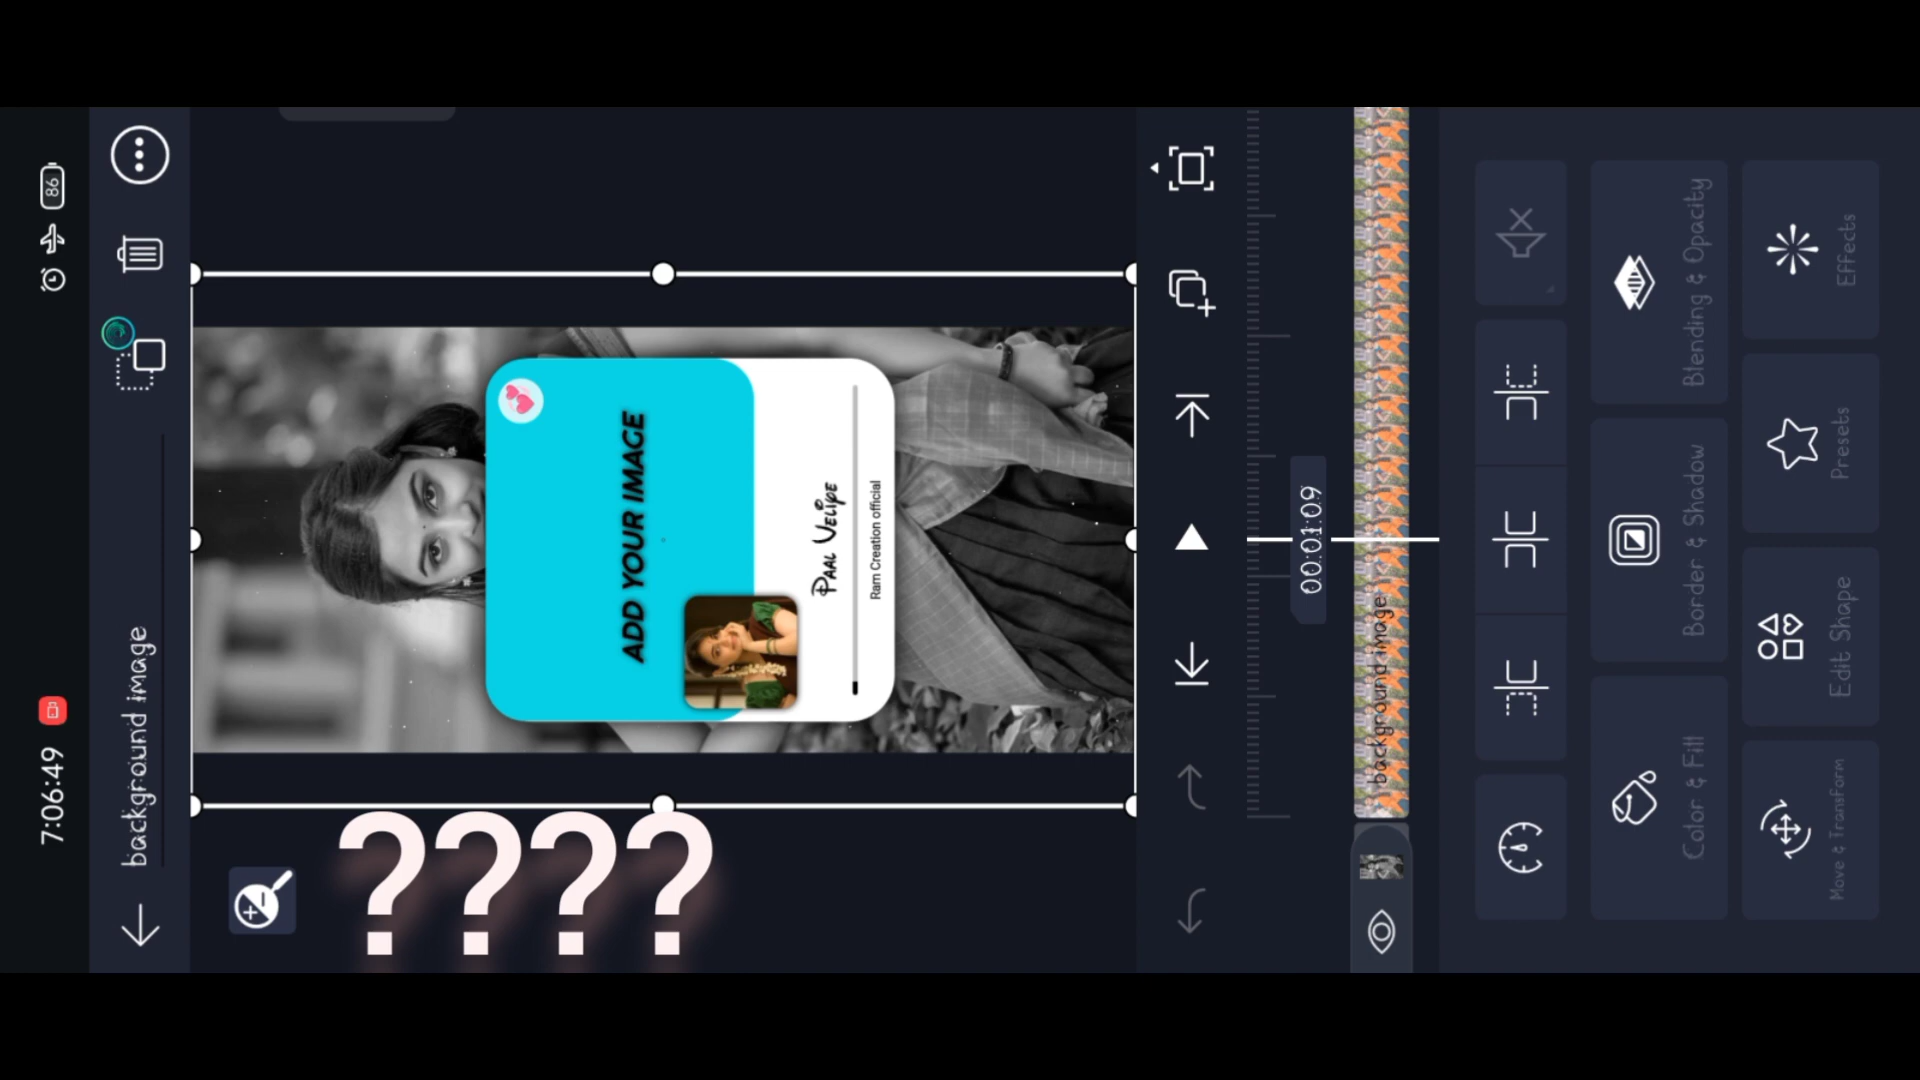 7:06:49
86
background image
ADD YOUR IMAGE
Paal Velipe
Ram Creation official
????
00:01:09
background image
Color & Fill
Border & Shadow
Blending & Opacity
Move & Transform
Edit Shape
Presets
Effects